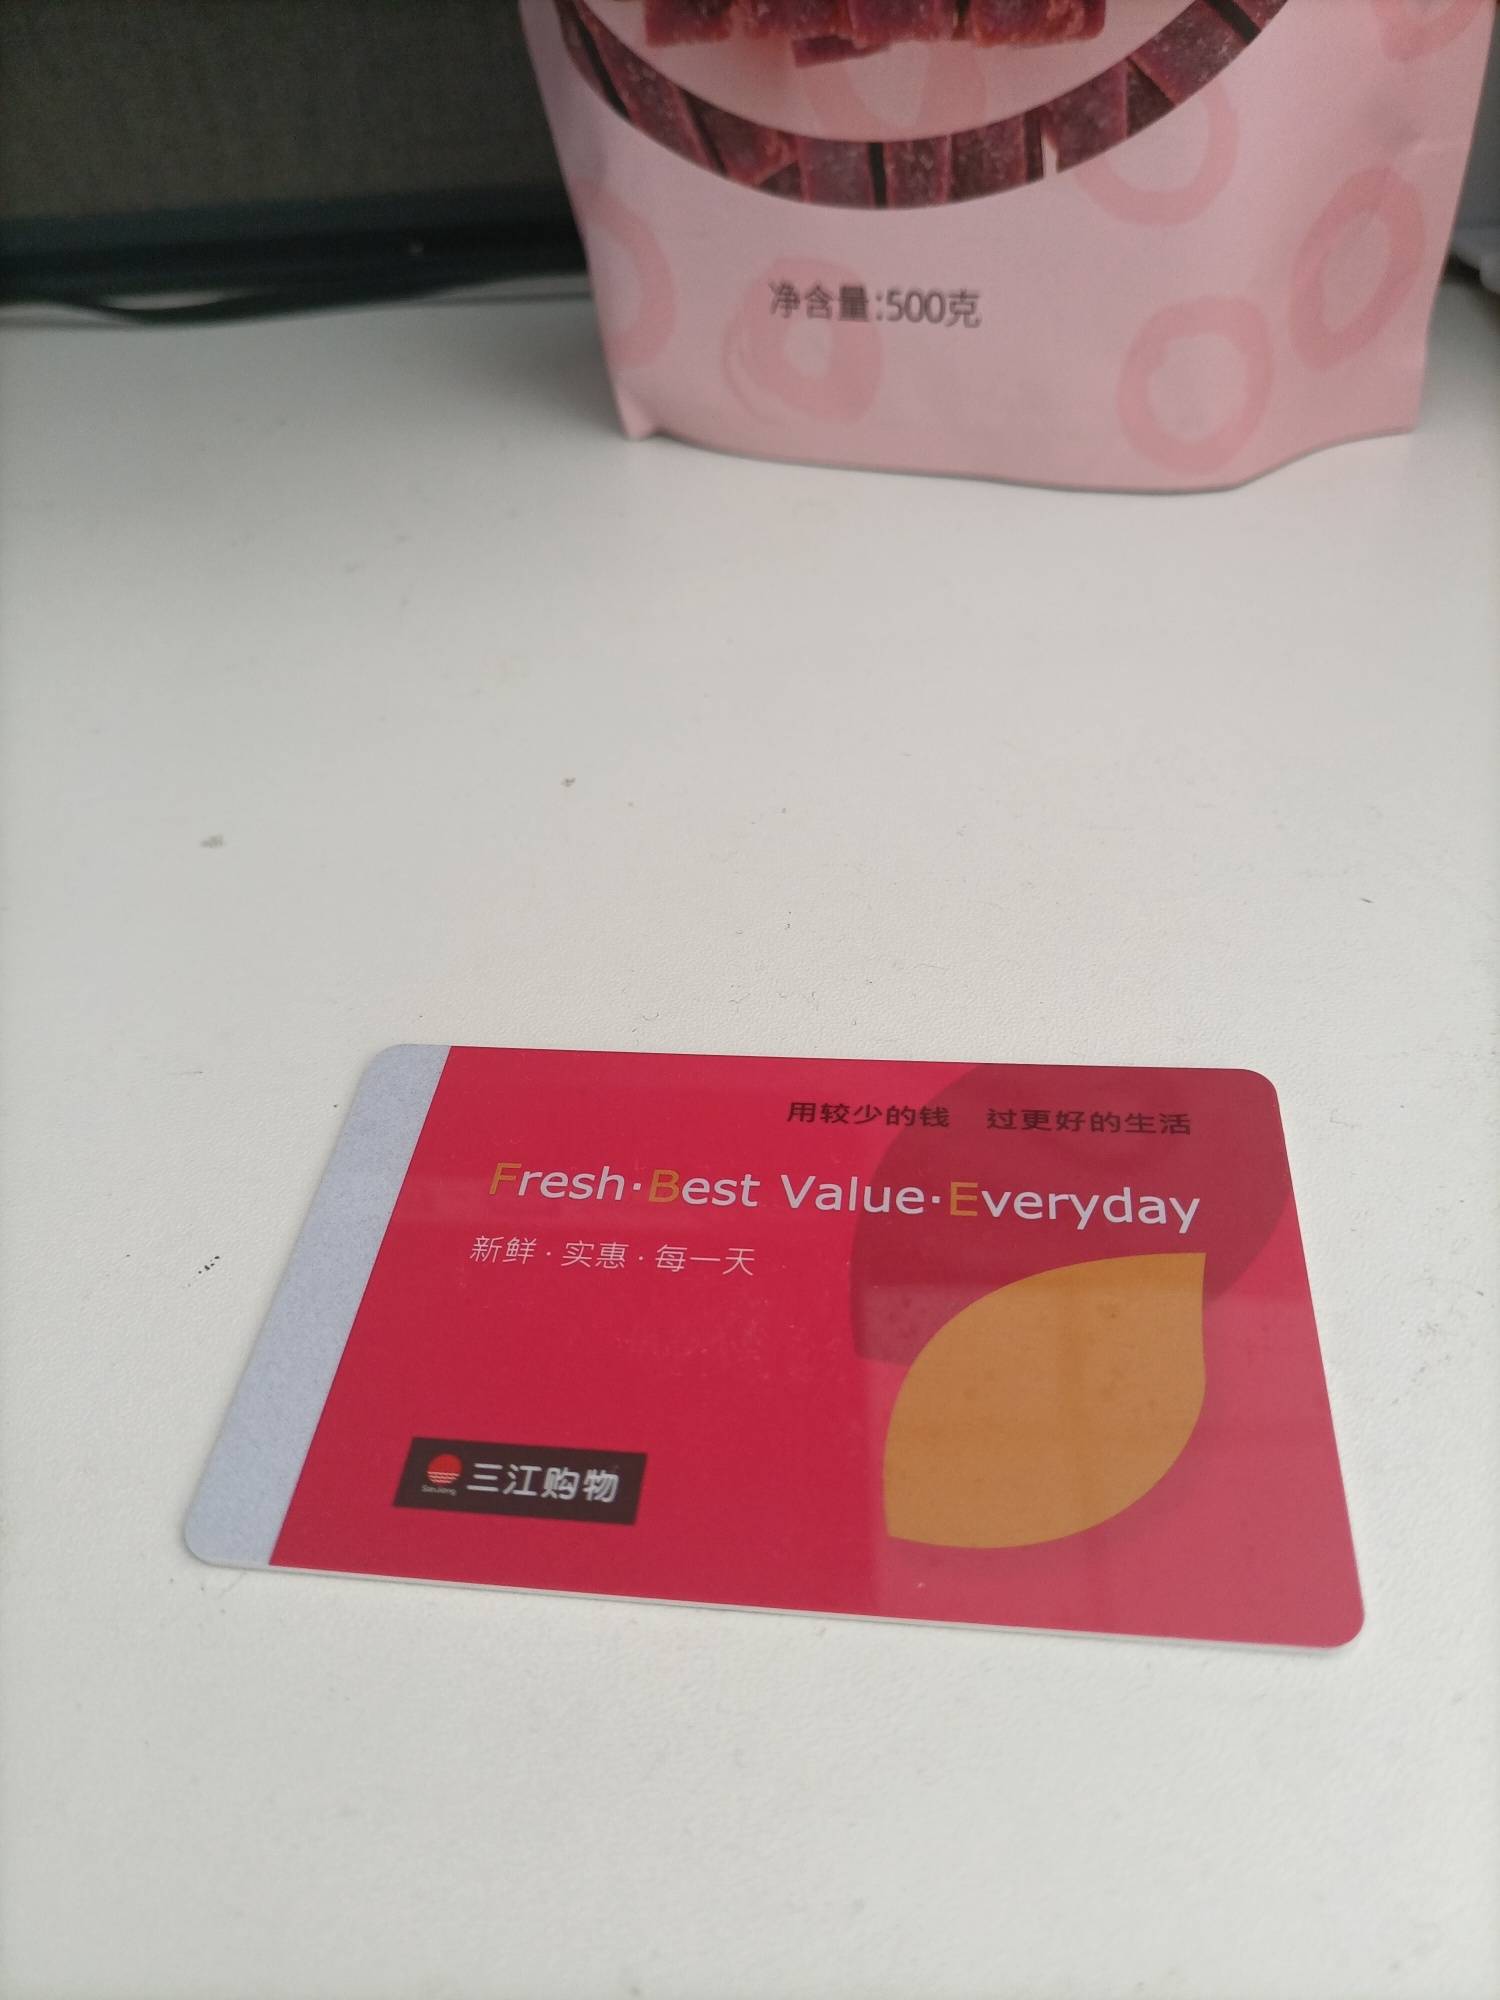 净含量:500克
用较少的钱 过更好的生活
Fresh·Best Value·Everyday
新鲜·实惠·每一天
三江购物